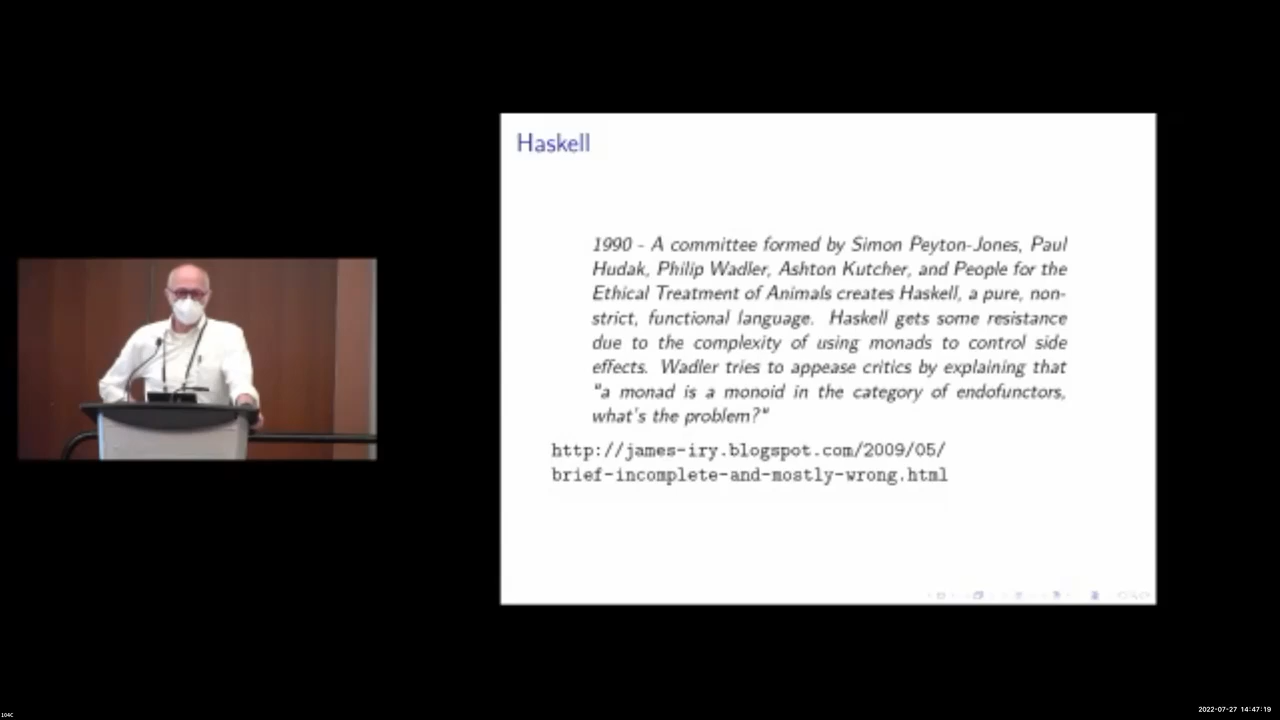 Haskell
1990 - A committee formed by Simon Peyton-Jones, Paul
Hudak, Philip Wadler, Ashton Kutcher, and People for the
Ethical Treatment of Animals creates Haskell, a pure, non-
strict, functional language. Haskell gets some resistance
due to the complexity of using monads to control side
effects. Wadler tries to appease critics by explaining that
"a monad is a monoid in the category of endofunctors,
what's the problem?"
http://james-iry.blogspot.com/2009/05/
brief-incomplete-and-mostly-wrong.html
104C
2022-07-27 14:47:19